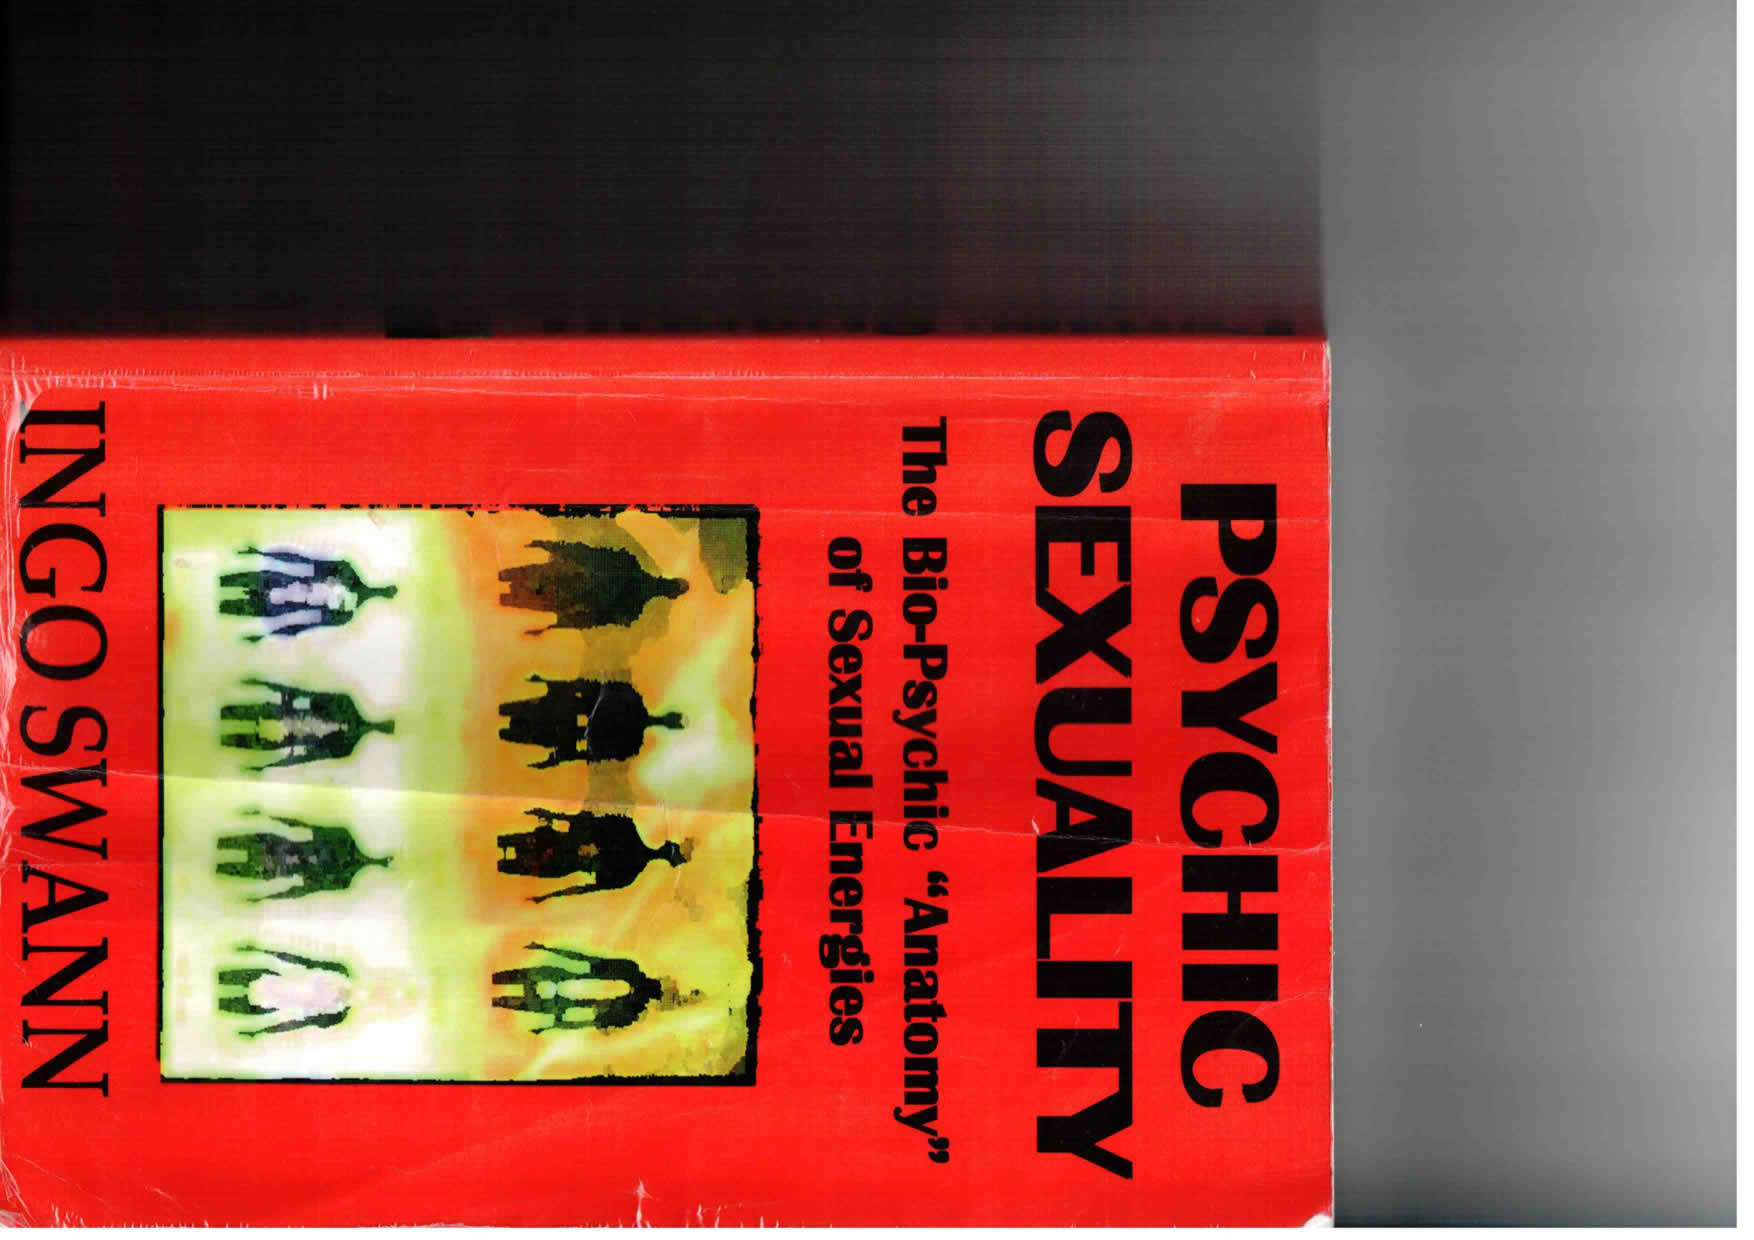 PSYCHIC
SEXUALITY
The Bio-Psychic “Anatomy”
of Sexual Energies
INGO SWANN